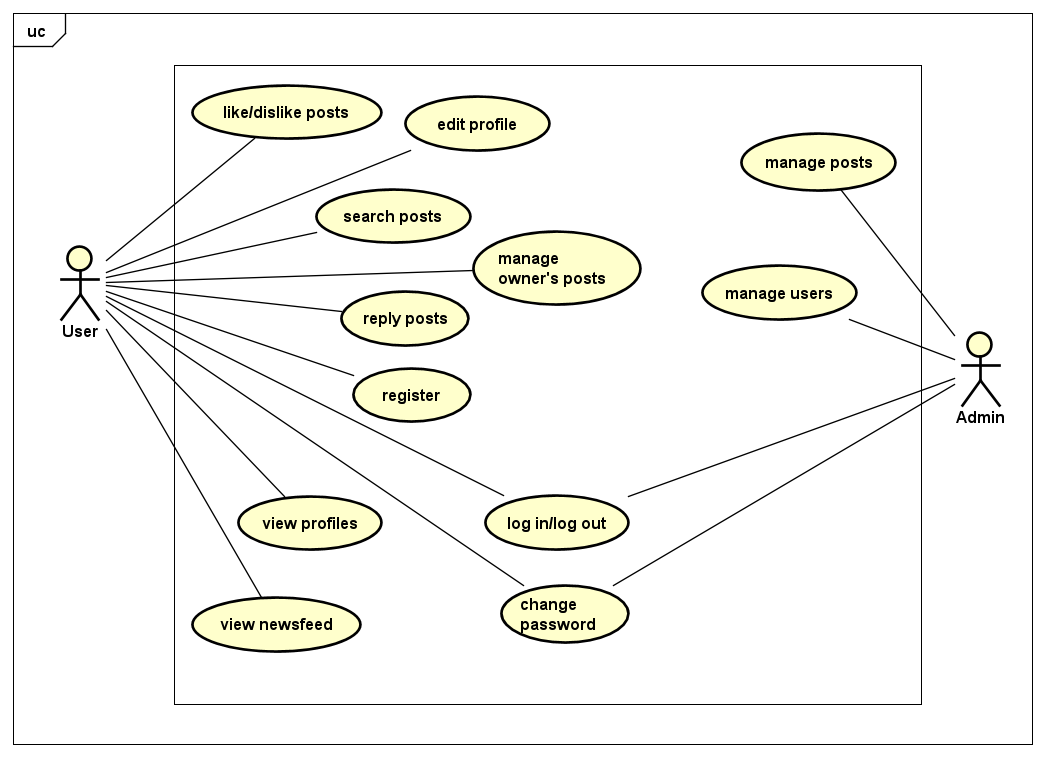 uc
like/dislike posts
edit profile
manage posts
search posts
manage
owner's posts
manage users
reply posts
User
register
Admin
view profiles
log in/log out
change
password
view newsfeed